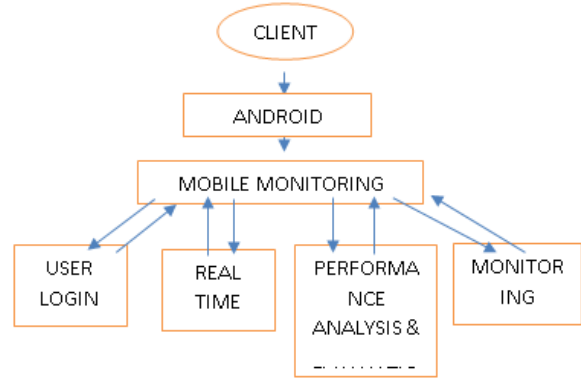 CLIENT
ANDROID
MOBILE MONITORING
USER
LOGIN
REAL
TIME
PERFORMA
NCE
ANALYSIS &
MONITOR
ING